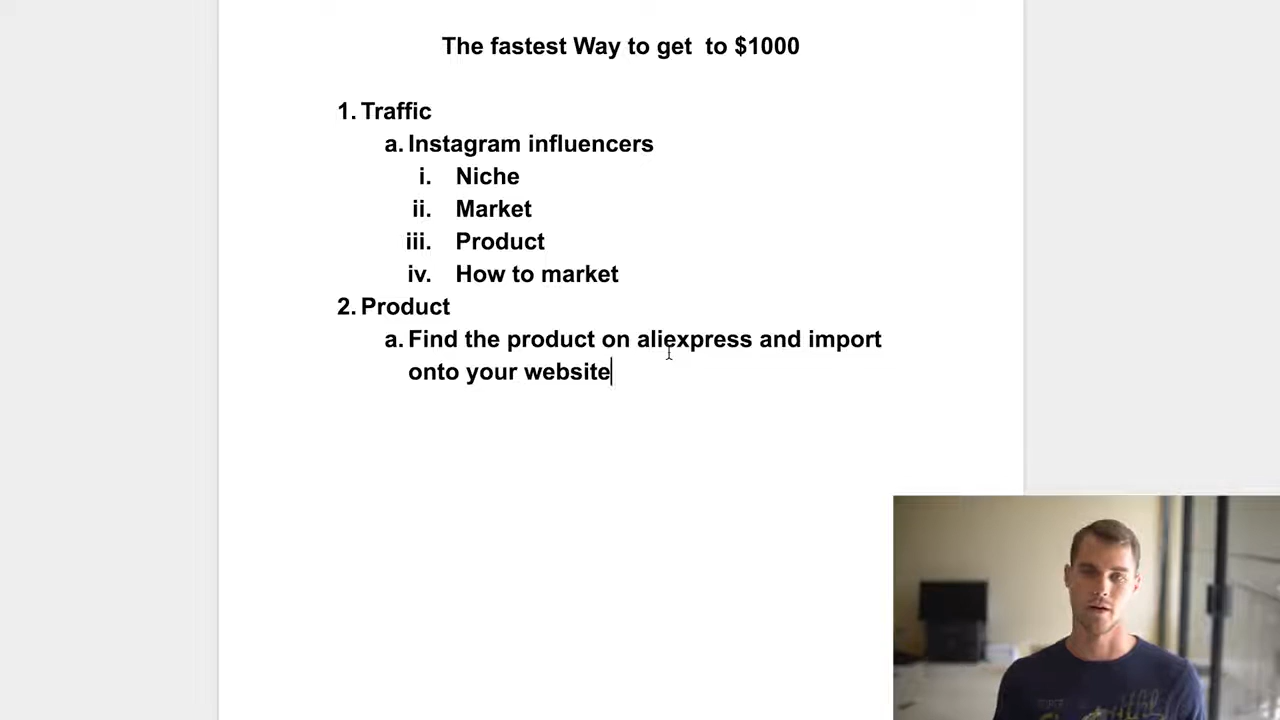 The fastest Way to get  to $1000
1. Traffic
a. Instagram influencers
i. Niche
ii. Market
iii. Product
iv. How to market
2. Product
a. Find the product on aliexpress and import
onto your website